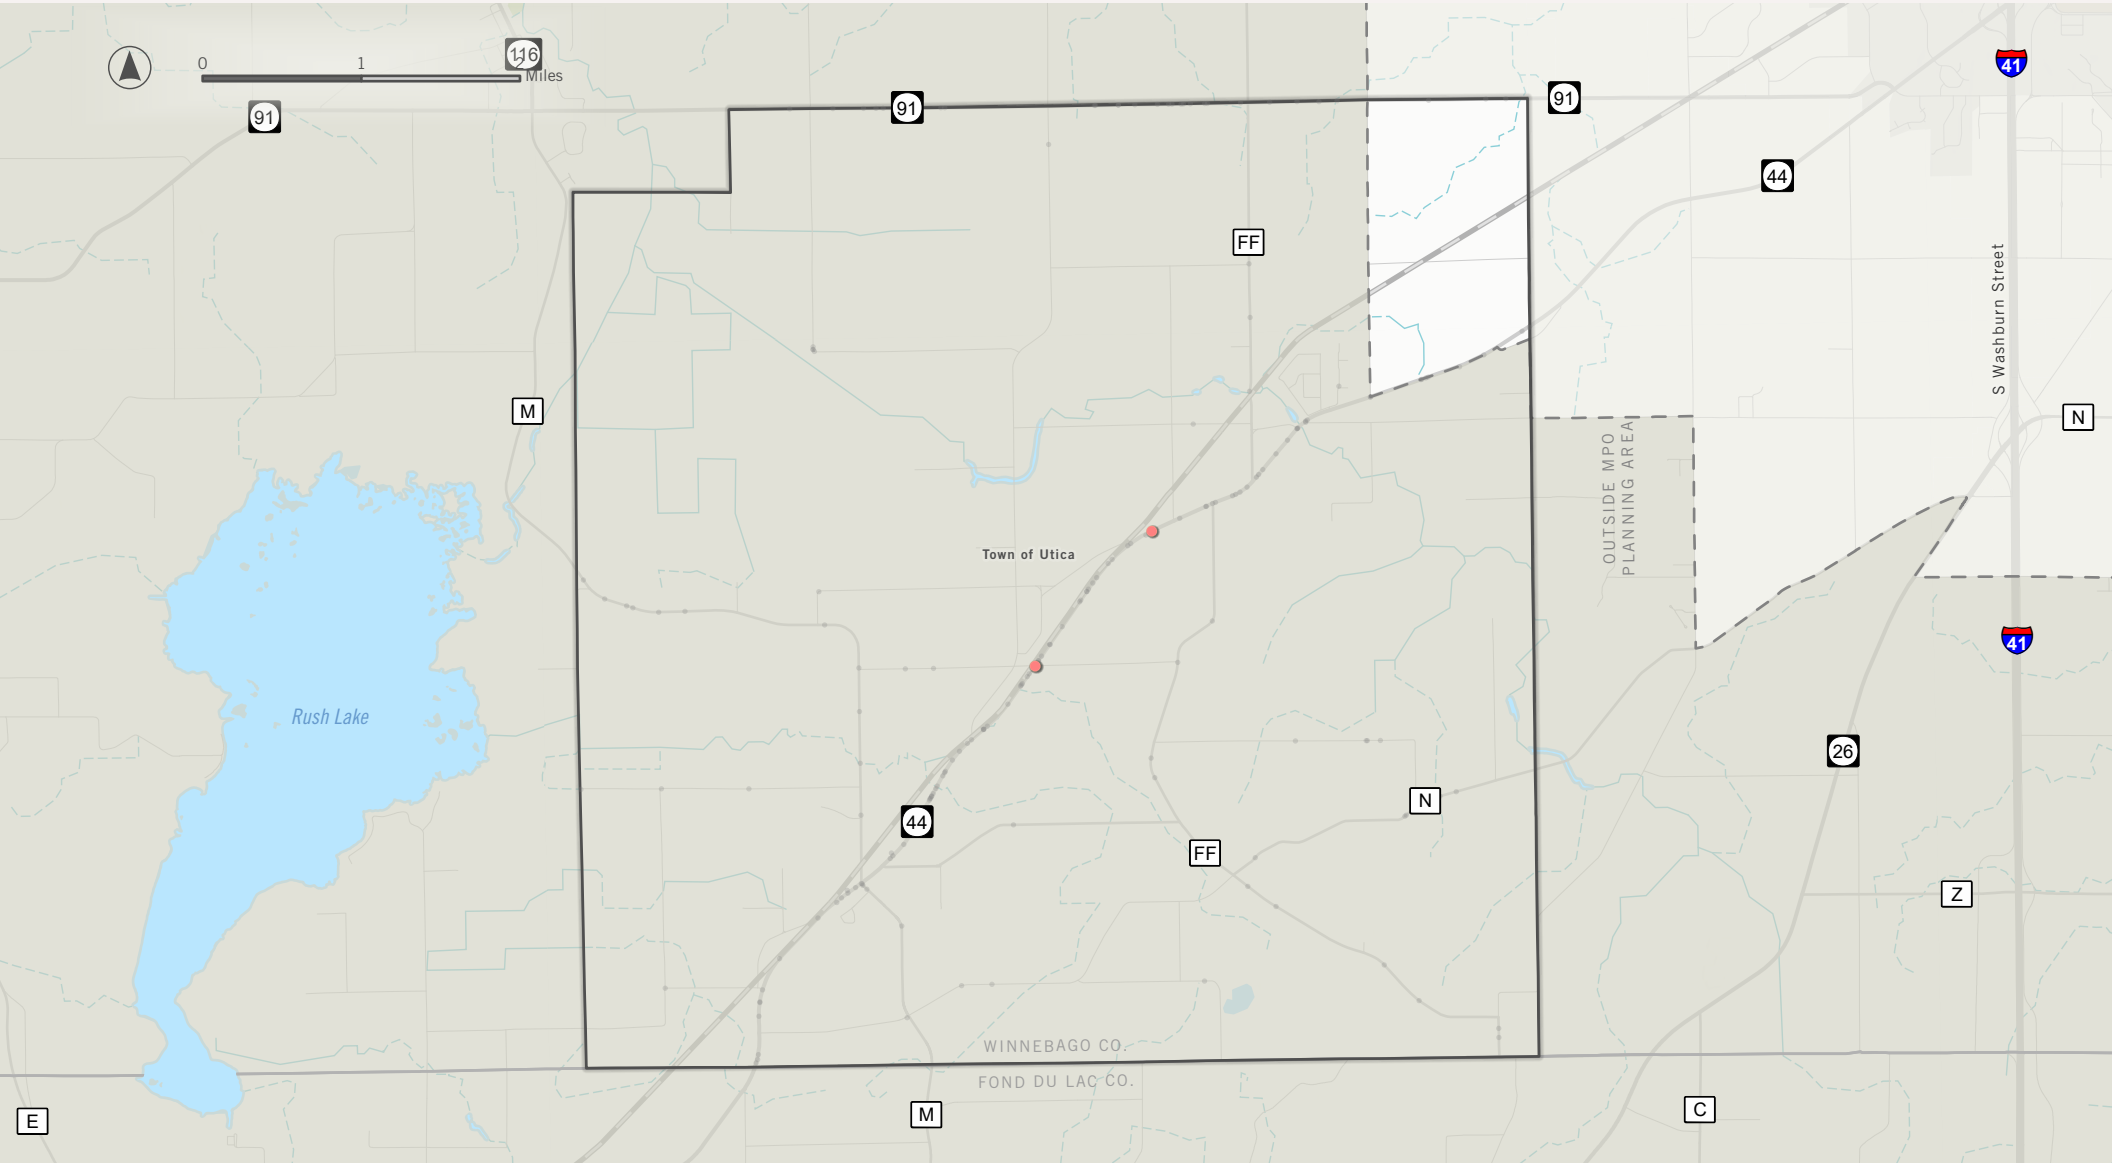 116
0 1 2
Miles
41
91
91
91
44
FF
S Washburn Street
M
N
OUTSIDE MPO
PLANNING AREA
Town of Utica
41
Rush Lake
26
N
44
FF
Z
WINNEBAGO CO.
FOND DU LAC CO.
E
M
C